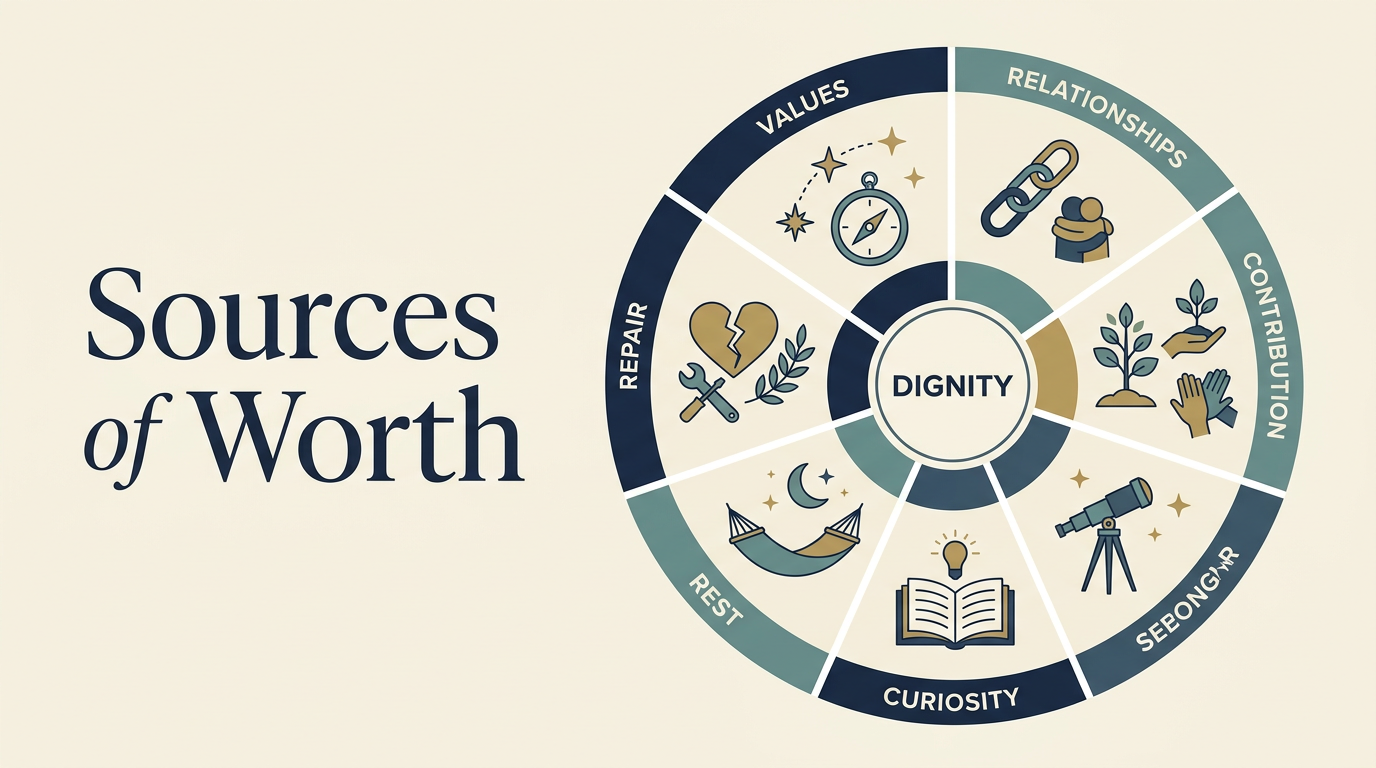 Sources
of Worth
VALUES
RELATIONSHIPS
CONTRIBUTION
CURIOSITY
REST
REPAIR
DIGNITY